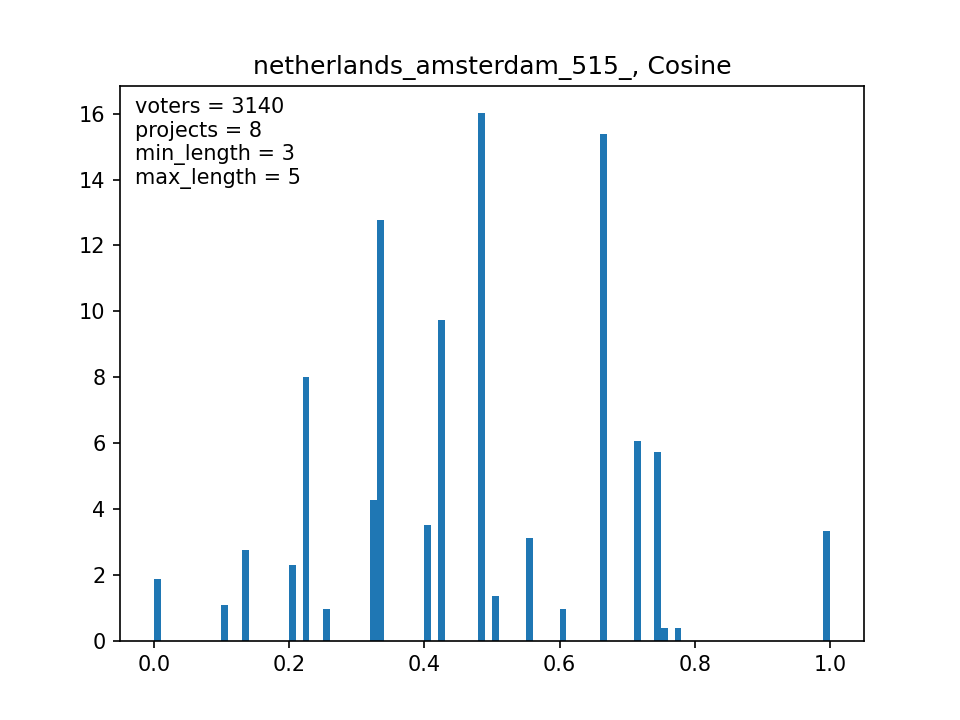 netherlands_amsterdam_515_, Cosine
voters = 3140
projects = 8
min_length = 3
max_length = 5
16
14
12
10
8
6
4
2
0
0.0 0.2 0.4 0.6 0.8 1.0